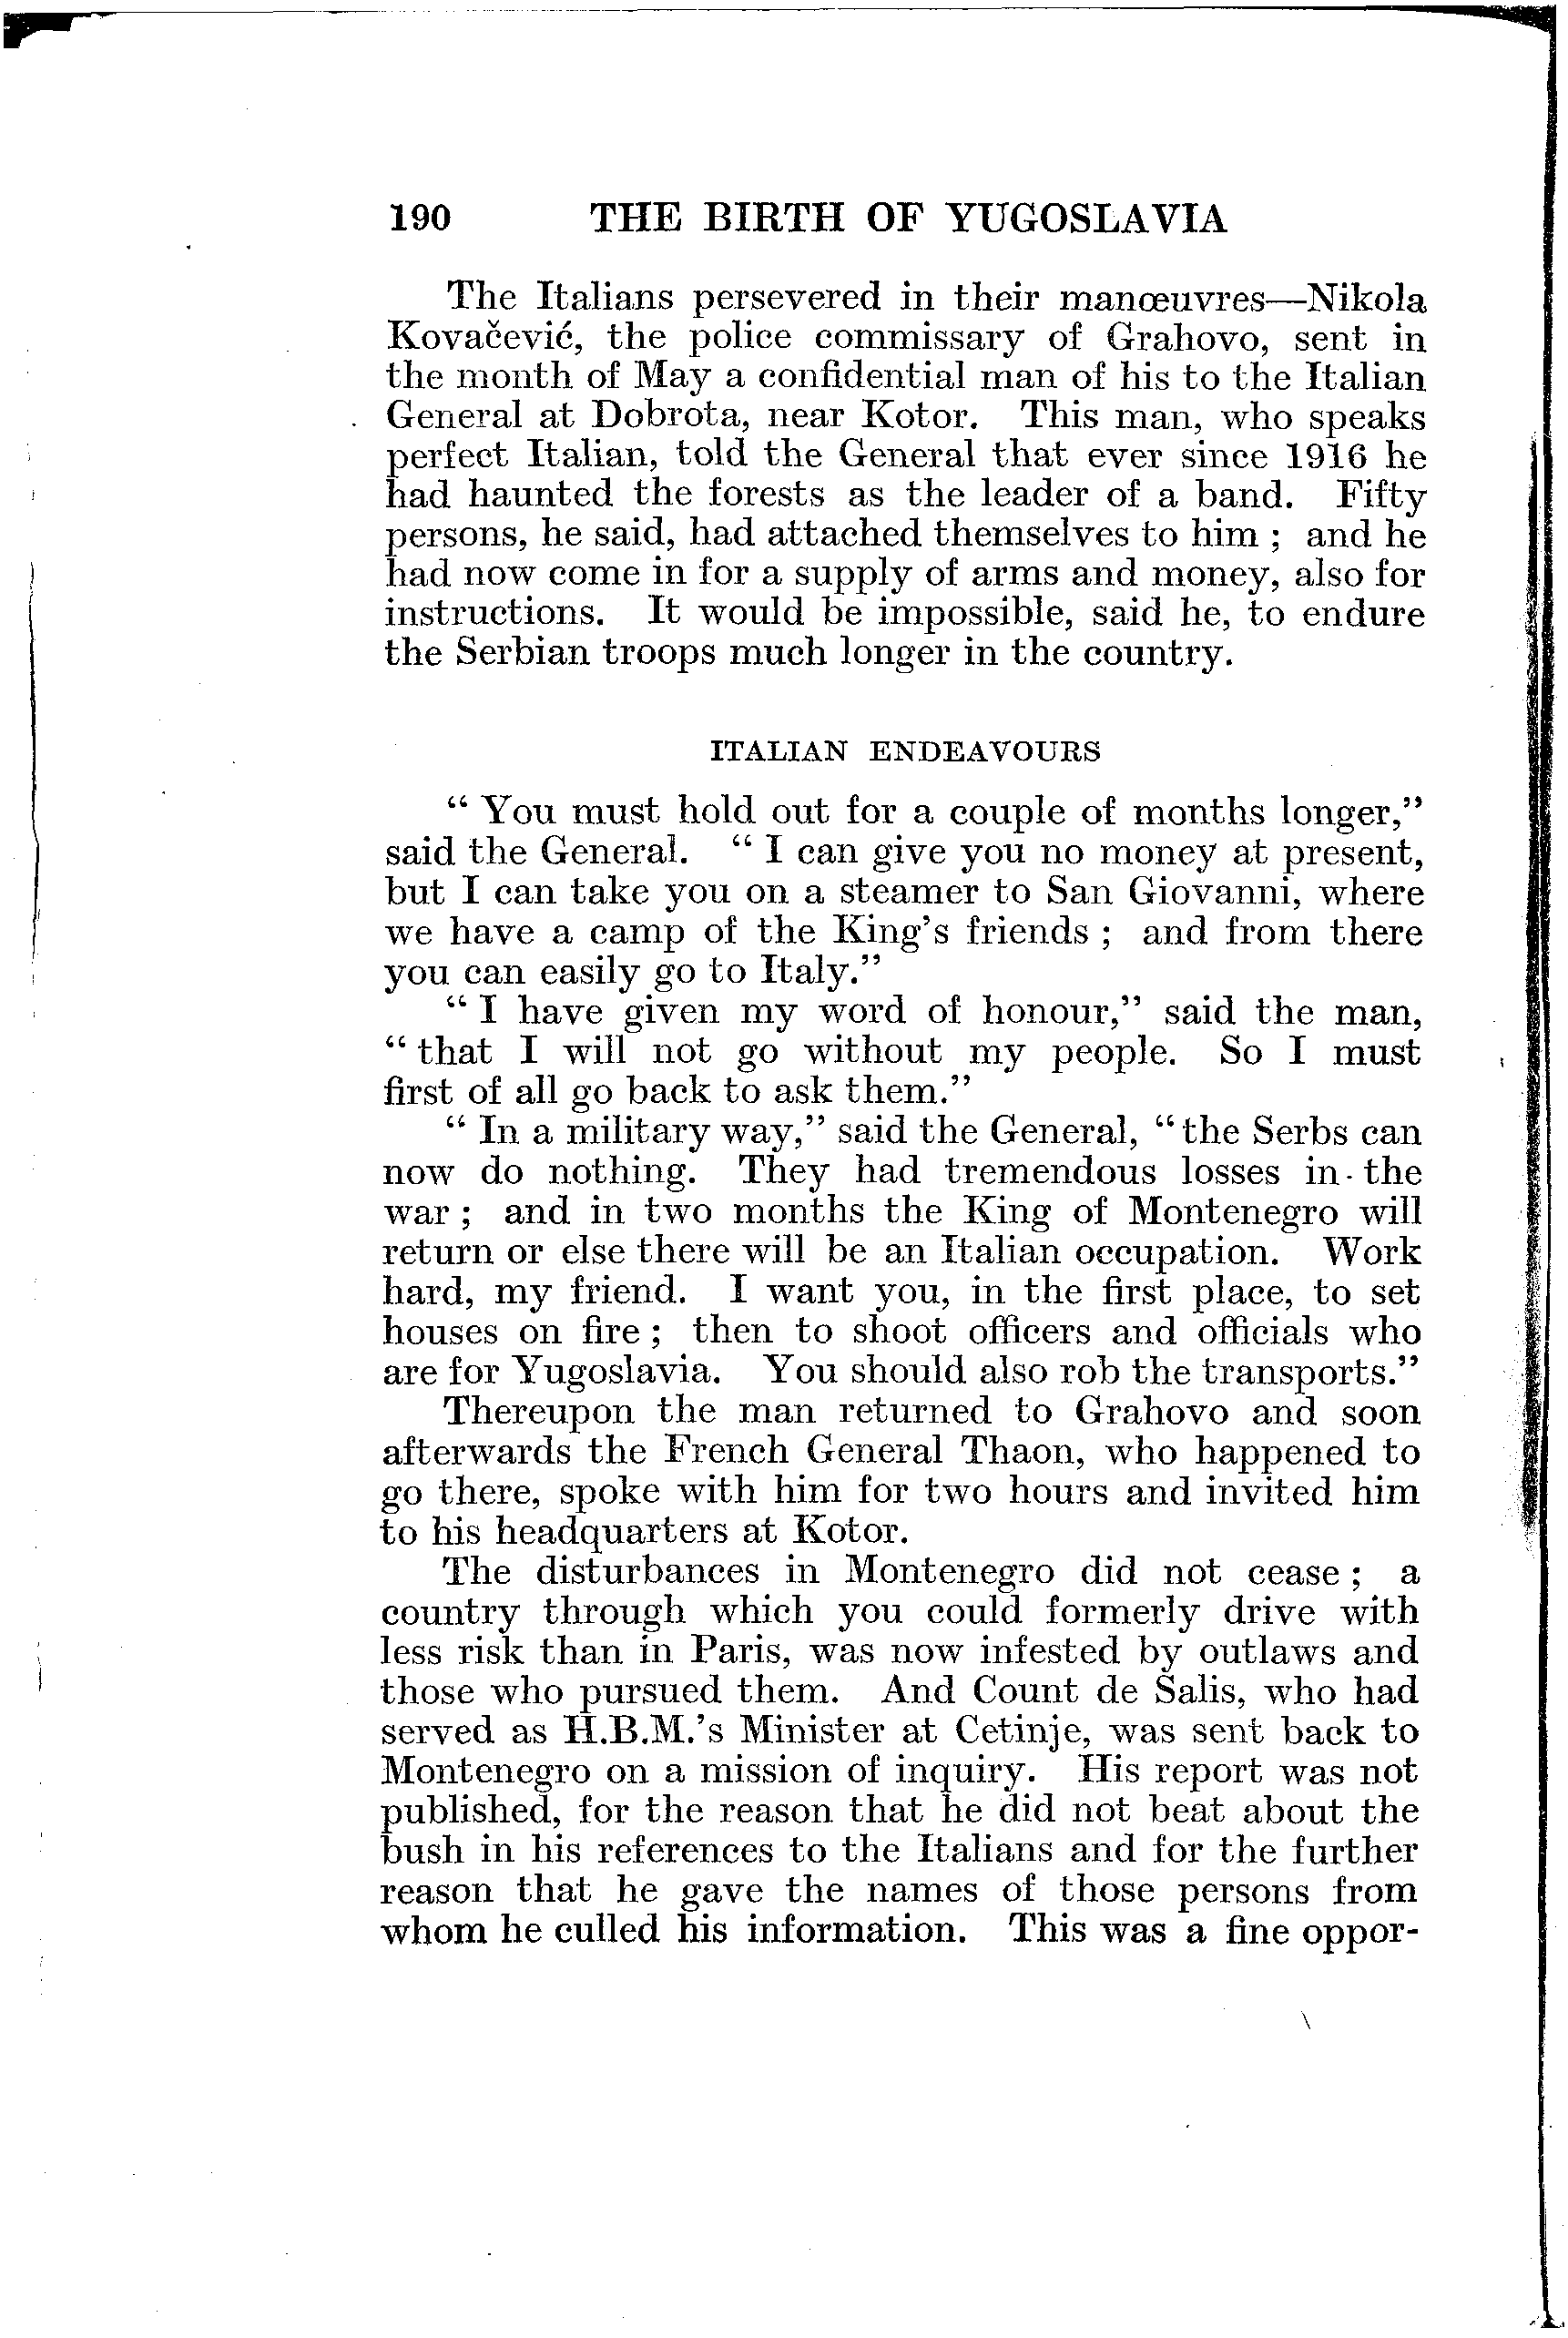 190 THE BIRTH OF YUGOSLAVIA
The Italians persevered in their manœuvres—Nikola
Kovačević, the police commissary of Grahovo, sent in
the month of May a confidential man of his to the Italian
General at Dobrota, near Kotor. This man, who speaks
perfect Italian, told the General that ever since 1916 he
had haunted the forests as the leader of a band. Fifty
persons, he said, had attached themselves to him ; and he
had now come in for a supply of arms and money, also for
instructions. It would be impossible, said he, to endure
the Serbian troops much longer in the country.
ITALIAN ENDEAVOURS
“ You must hold out for a couple of months longer,”
said the General. “ I can give you no money at present,
but I can take you on a steamer to San Giovanni, where
we have a camp of the King’s friends ; and from there
you can easily go to Italy.”
“ I have given my word of honour,” said the man,
“ that I will not go without my people. So I must
first of all go back to ask them.”
“ In a military way,” said the General, “ the Serbs can
now do nothing. They had tremendous losses in the
war ; and in two months the King of Montenegro will
return or else there will be an Italian occupation. Work
hard, my friend. I want you, in the first place, to set
houses on fire ; then to shoot officers and officials who
are for Yugoslavia. You should also rob the transports.”
Thereupon the man returned to Grahovo and soon
afterwards the French General Thaon, who happened to
go there, spoke with him for two hours and invited him
to his headquarters at Kotor.
The disturbances in Montenegro did not cease ; a
country through which you could formerly drive with
less risk than in Paris, was now infested by outlaws and
those who pursued them. And Count de Salis, who had
served as H.B.M.’s Minister at Cetinje, was sent back to
Montenegro on a mission of inquiry. His report was not
published, for the reason that he did not beat about the
bush in his references to the Italians and for the further
reason that he gave the names of those persons from
whom he culled his information. This was a fine oppor-